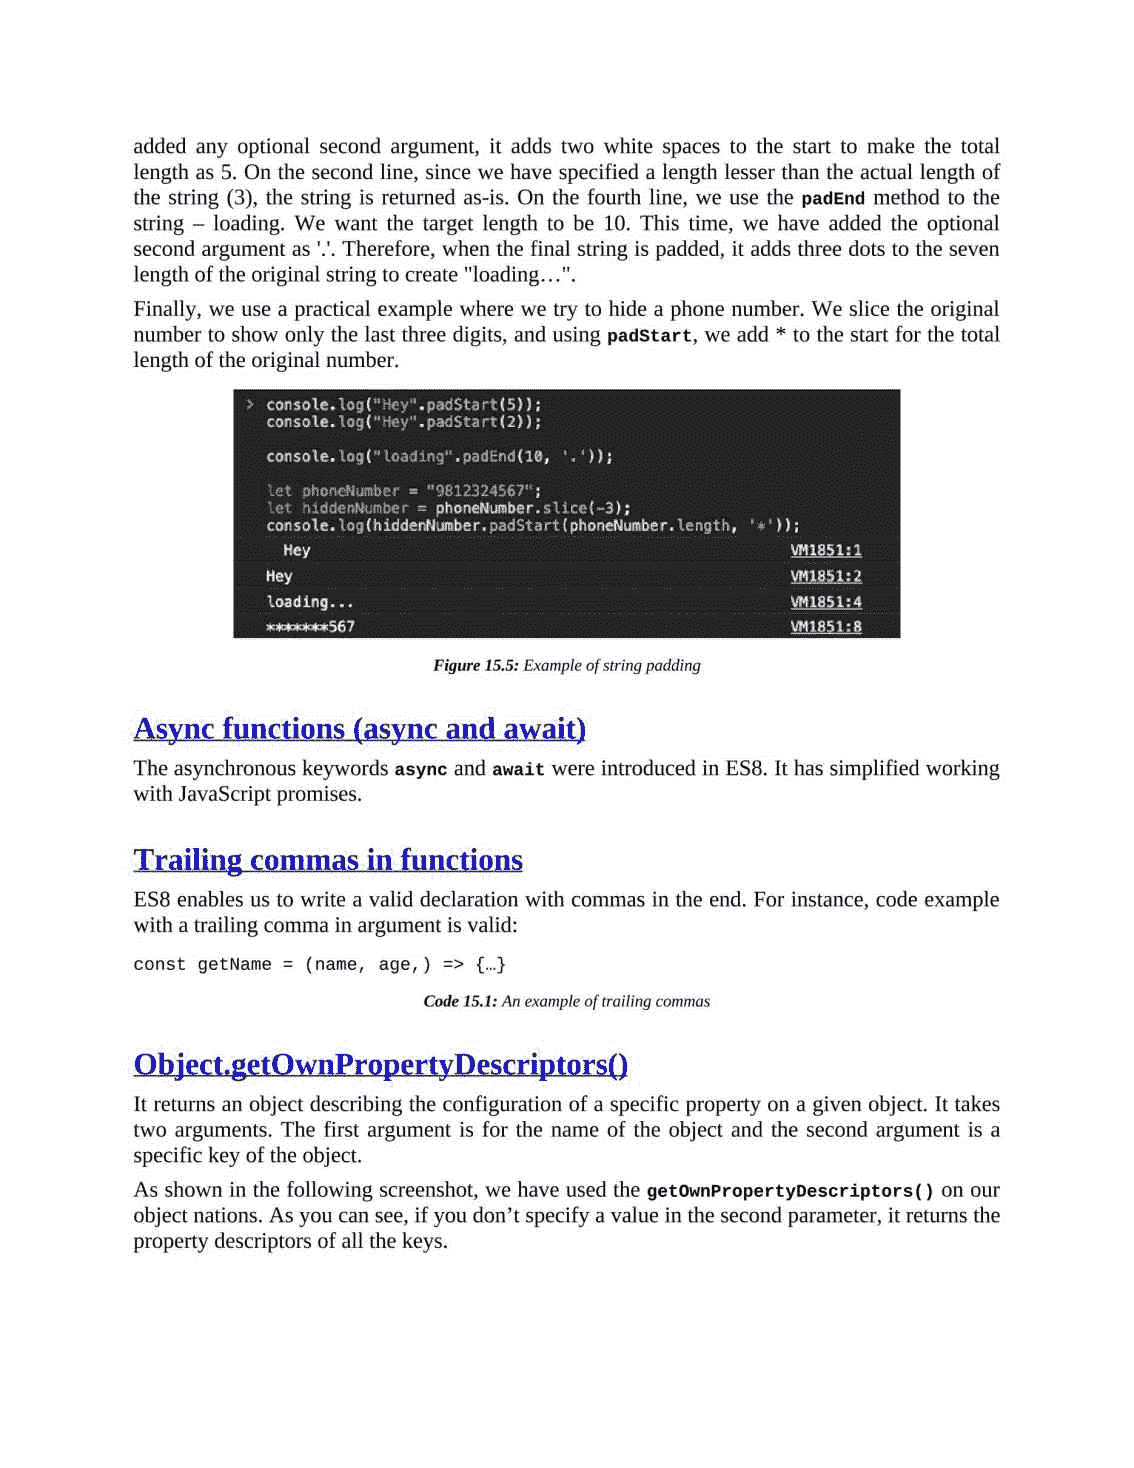 added any optional second argument, it adds two white spaces to the start to make the total
length as 5. On the second line, since we have specified a length lesser than the actual length of
the string (3), the string is returned as-is. On the fourth line, we use the padEnd method to the
string – loading. We want the target length to be 10. This time, we have added the optional
second argument as '.'. Therefore, when the final string is padded, it adds three dots to the seven
length of the original string to create "loading…".
Finally, we use a practical example where we try to hide a phone number. We slice the original
number to show only the last three digits, and using padStart, we add * to the start for the total
length of the original number.
> console.log("Hey".padStart(5));
console.log("Hey".padStart(2));
console.log("loading".padEnd(10, '.'));
let phoneNumber = "9812324567";
let hiddenNumber = phoneNumber.slice(-3);
console.log(hiddenNumber.padStart(phoneNumber.length, '*'));
Hey VM1851:1
Hey VM1851:2
loading... VM1851:4
*******567 VM1851:8
Figure 15.5: Example of string padding
Async functions (async and await)
The asynchronous keywords async and await were introduced in ES8. It has simplified working
with JavaScript promises.
Trailing commas in functions
ES8 enables us to write a valid declaration with commas in the end. For instance, code example
with a trailing comma in argument is valid:
const getName = (name, age,) => {…}
Code 15.1: An example of trailing commas
Object.getOwnPropertyDescriptors()
It returns an object describing the configuration of a specific property on a given object. It takes
two arguments. The first argument is for the name of the object and the second argument is a
specific key of the object.
As shown in the following screenshot, we have used the getOwnPropertyDescriptors() on our
object nations. As you can see, if you don’t specify a value in the second parameter, it returns the
property descriptors of all the keys.